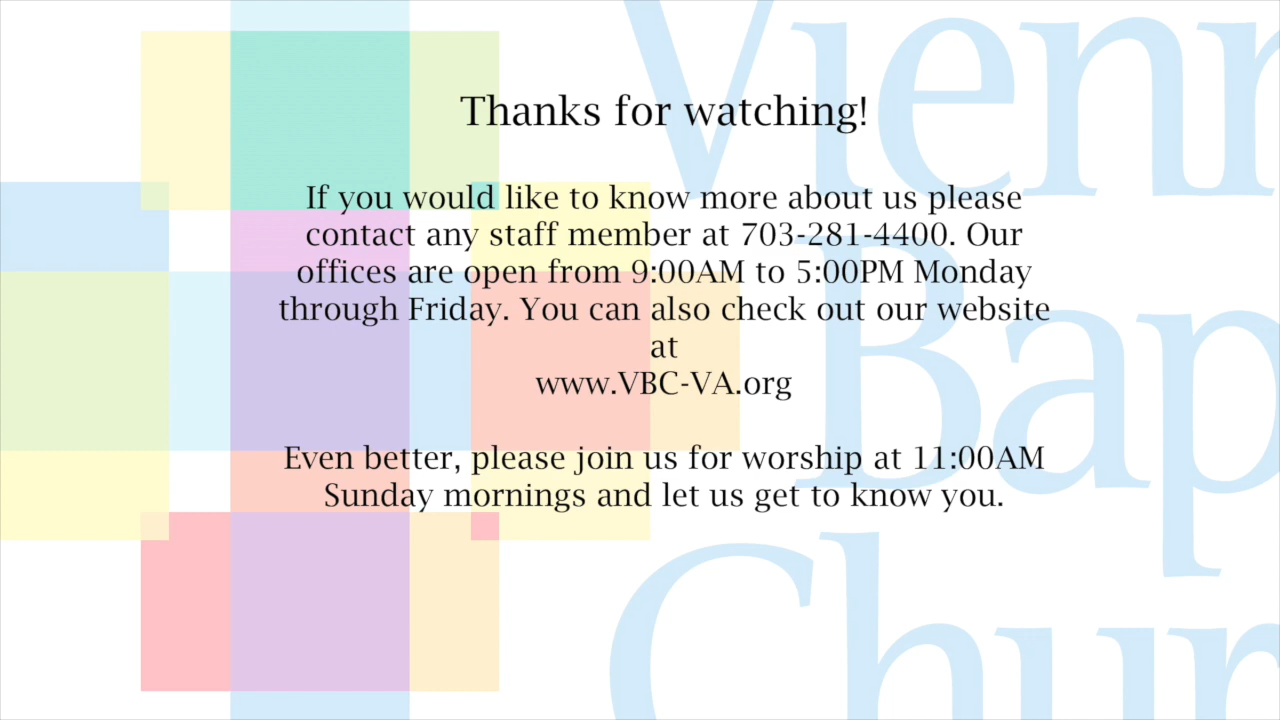 Vienn
Bap
Chur
Thanks for watching!
If you would like to know more about us please
contact any staff member at 703-281-4400. Our
offices are open from 9:00AM to 5:00PM Monday
through Friday. You can also check out our website
at
www.VBC-VA.org
Even better, please join us for worship at 11:00AM
Sunday mornings and let us get to know you.